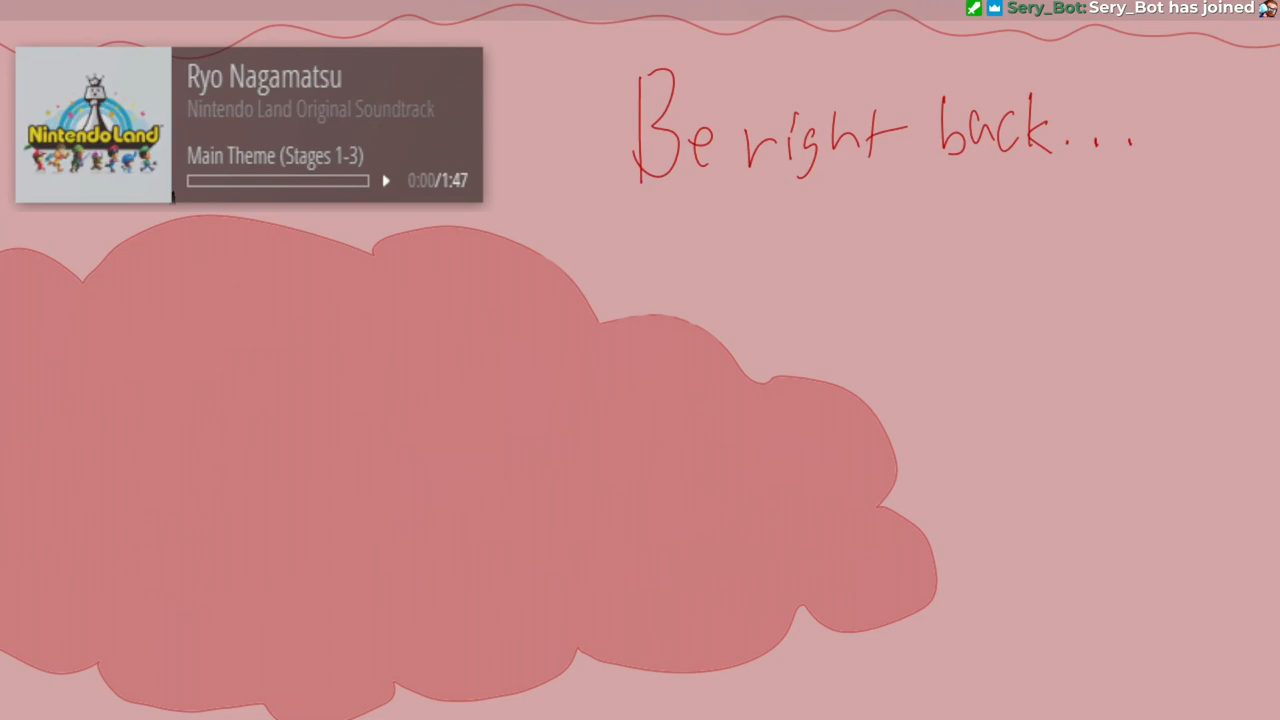 Sery_Bot: Sery_Bot has joined
Ryo Nagamatsu
Nintendo Land Original Soundtrack
Main Theme (Stages 1-3)
0:00/1:47
Nintendo Land
Be right back...